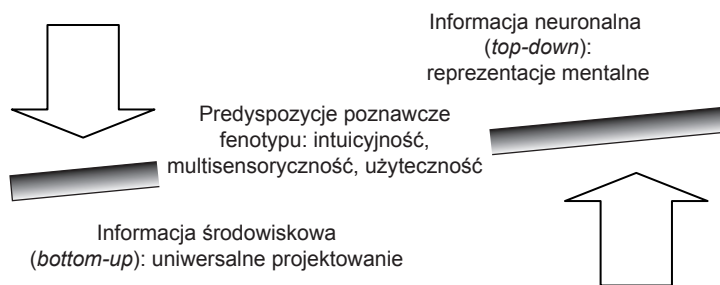 Informacja neuronalna
(top-down):
reprezentacje mentalne
Predyspozycje poznawcze
fenotypu: intuicyjność,
multisensoryczność, użyteczność
Informacja środowiskowa
(bottom-up): uniwersalne projektowanie